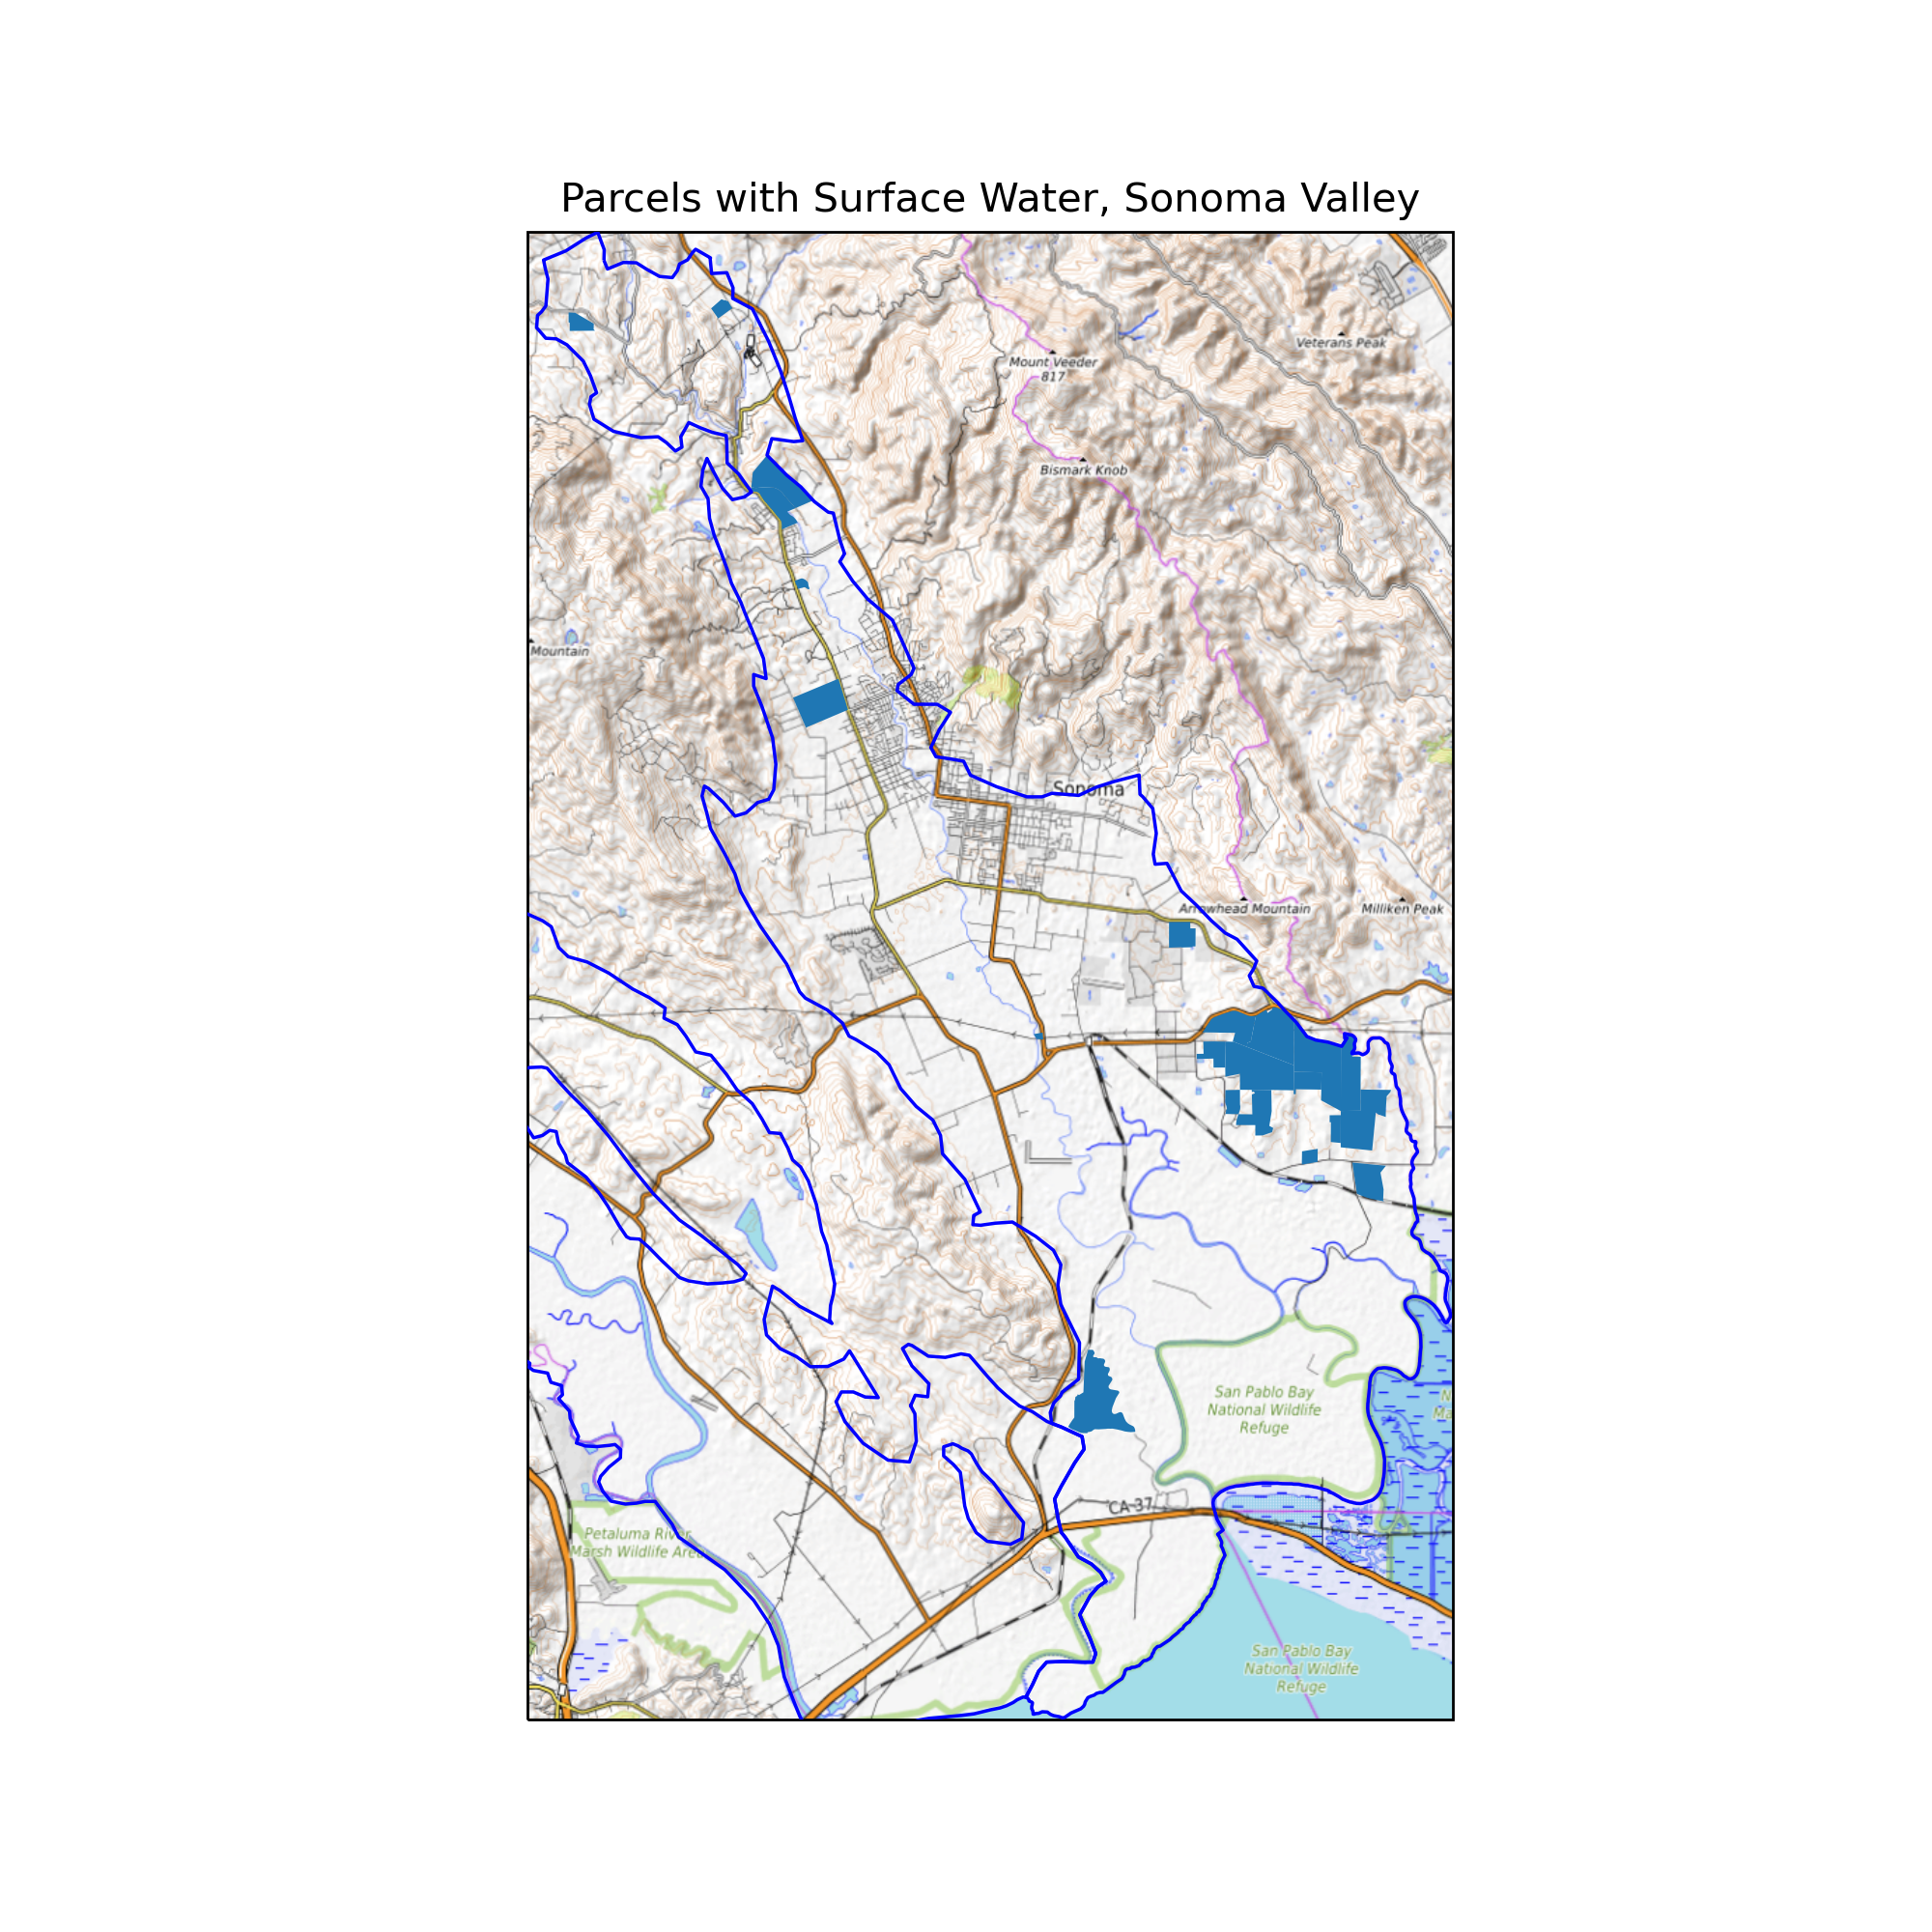 Parcels with Surface Water, Sonoma Valley
Veterans Peak
Mount Veeder
817
Bismark Knob
Mountain
Sonoma
Arrowhead Mountain
Milliken Peak
San Pablo Bay
National Wildlife
Refuge
N
Ma
CA-37
Petaluma River
Marsh Wildlife Area
San Pablo Bay
National Wildlife
Refuge